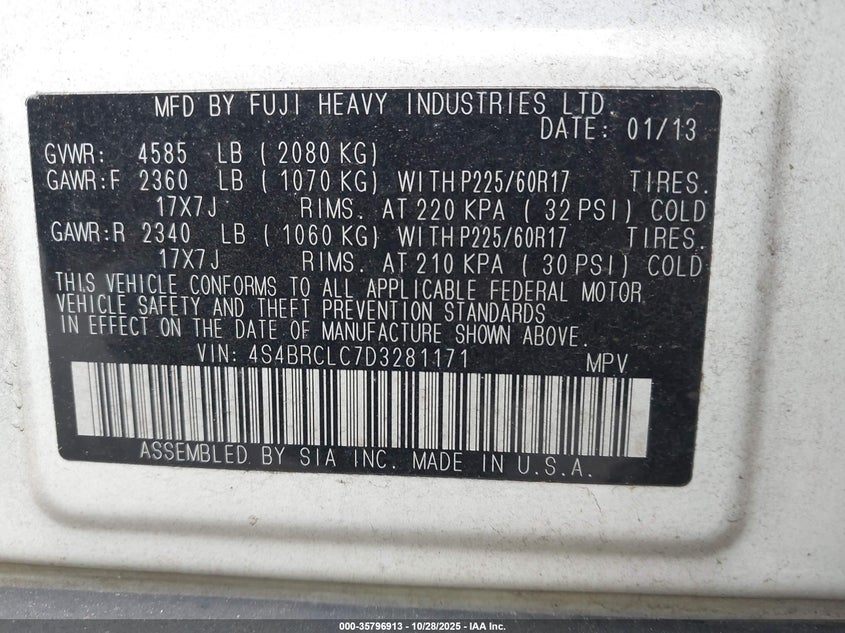 MFD BY FUJI HEAVY INDUSTRIES LTD.
DATE: 01/13
GVWR: 4585 LB ( 2080 KG)
GAWR:F 2360 LB ( 1070 KG) WITH P225/60R17 TIRES.
17X7J RIMS. AT 220 KPA ( 32 PSI) COLD
GAWR:R 2340 LB ( 1060 KG) WITH P225/60R17 TIRES.
17X7J RIMS. AT 210 KPA ( 30 PSI) COLD
THIS VEHICLE CONFORMS TO ALL APPLICABLE FEDERAL MOTOR
VEHICLE SAFETY AND THEFT PREVENTION STANDARDS
IN EFFECT ON THE DATE OF MANUFACTURE SHOWN ABOVE.
VIN: 4S4BRCLC7D3281171 MPV
ASSEMBLED BY SIA INC. MADE IN U.S.A.
000-35796913 - 10/28/2025 - IAA Inc.